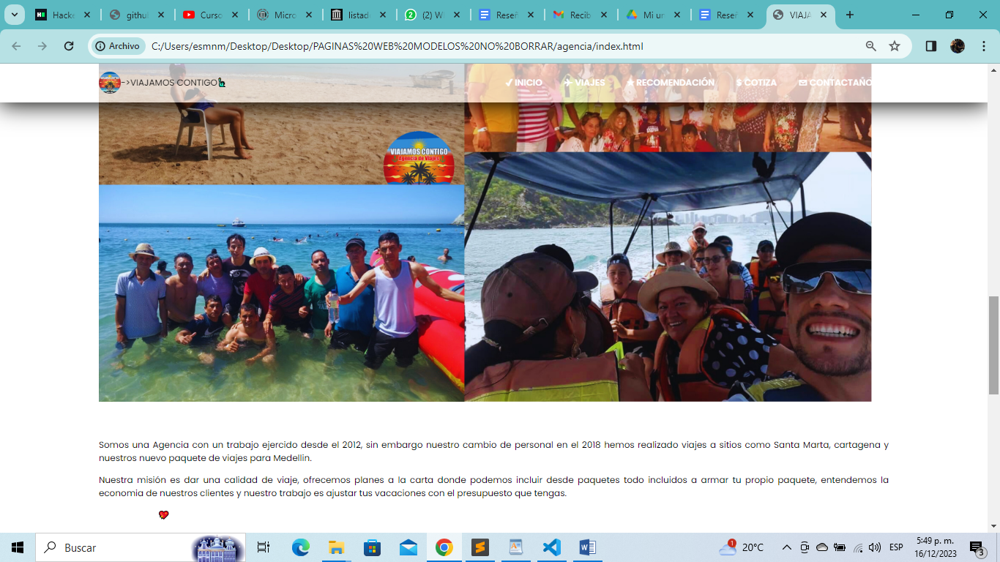 Hacke
githul
Curso
Micro
listad
(2) W
Rese
Recib
Mi un
Rese
VIAJA
Archivo
C:/Users/esmnm/Desktop/Desktop/PAGINAS%20WEB%20MODELOS%20NO%20BORRAR/agencia/index.html
->VIAJAMOS CONTIGO
INICIO
VIAJES
RECOMENDACIÓN
$ COTIZA
CONTACTAÑO
VIAJAMOS CONTIGO
Agencia de Viajes
Somos una Agencia con un trabajo ejercido desde el 2012, sin embargo nuestro cambio de personal en el 2018 hemos realizado viajes a sitios como Santa Marta, cartagena y
nuestros nuevo paquete de viajes para Medellin.
Nuestra misión es dar una calidad de viaje, ofrecemos planes a la carta donde podemos incluir desde paquetes todo incluidos a armar tu propio paquete, entendemos la
economia de nuestros clientes y nuestro trabajo es ajustar tus vacaciones con el presupuesto que tengas.
Buscar
1
20°C
ESP
5:49 p. m.
16/12/2023
3